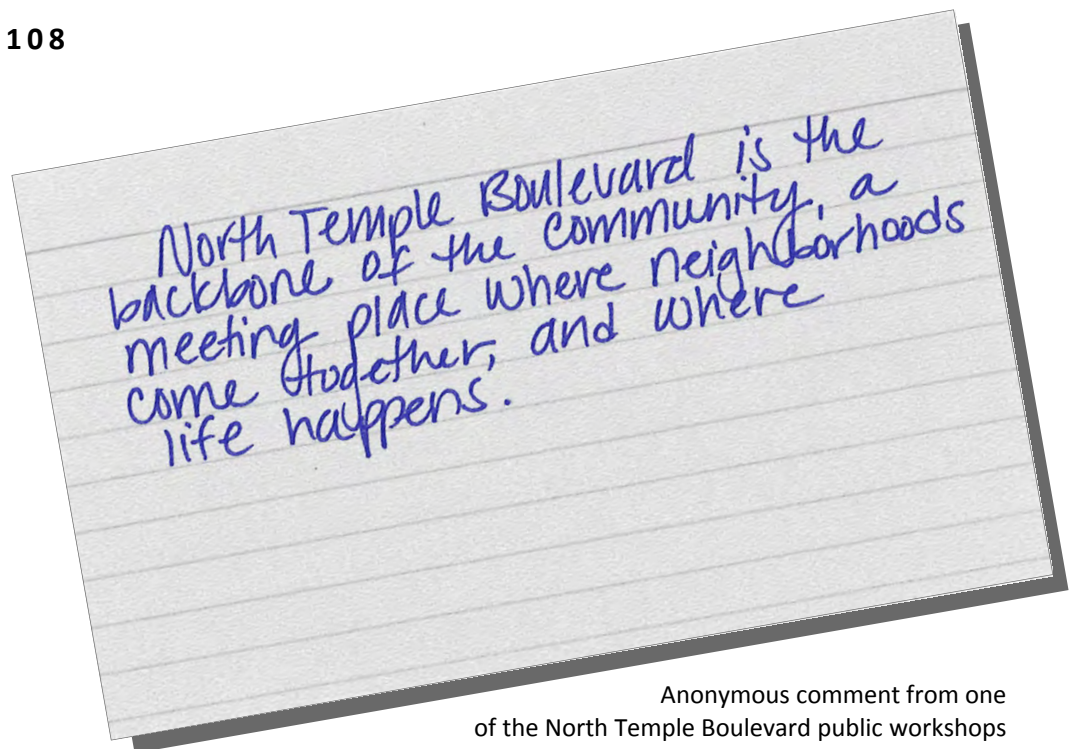 108
North Temple Boulevard is the
backbone of the community, a
meeting place where neighborhoods
come together, and where
life happens.
Anonymous comment from one
of the North Temple Boulevard public workshops